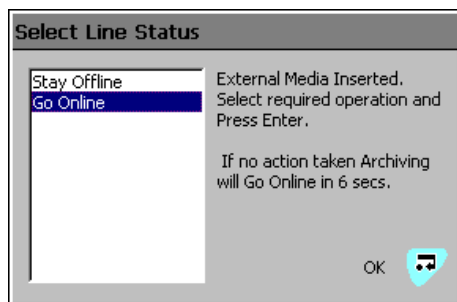 Select Line Status
Stay Offline
Go Online
External Media Inserted.
Select required operation and
Press Enter.
If no action taken Archiving
will Go Online in 6 secs.
OK